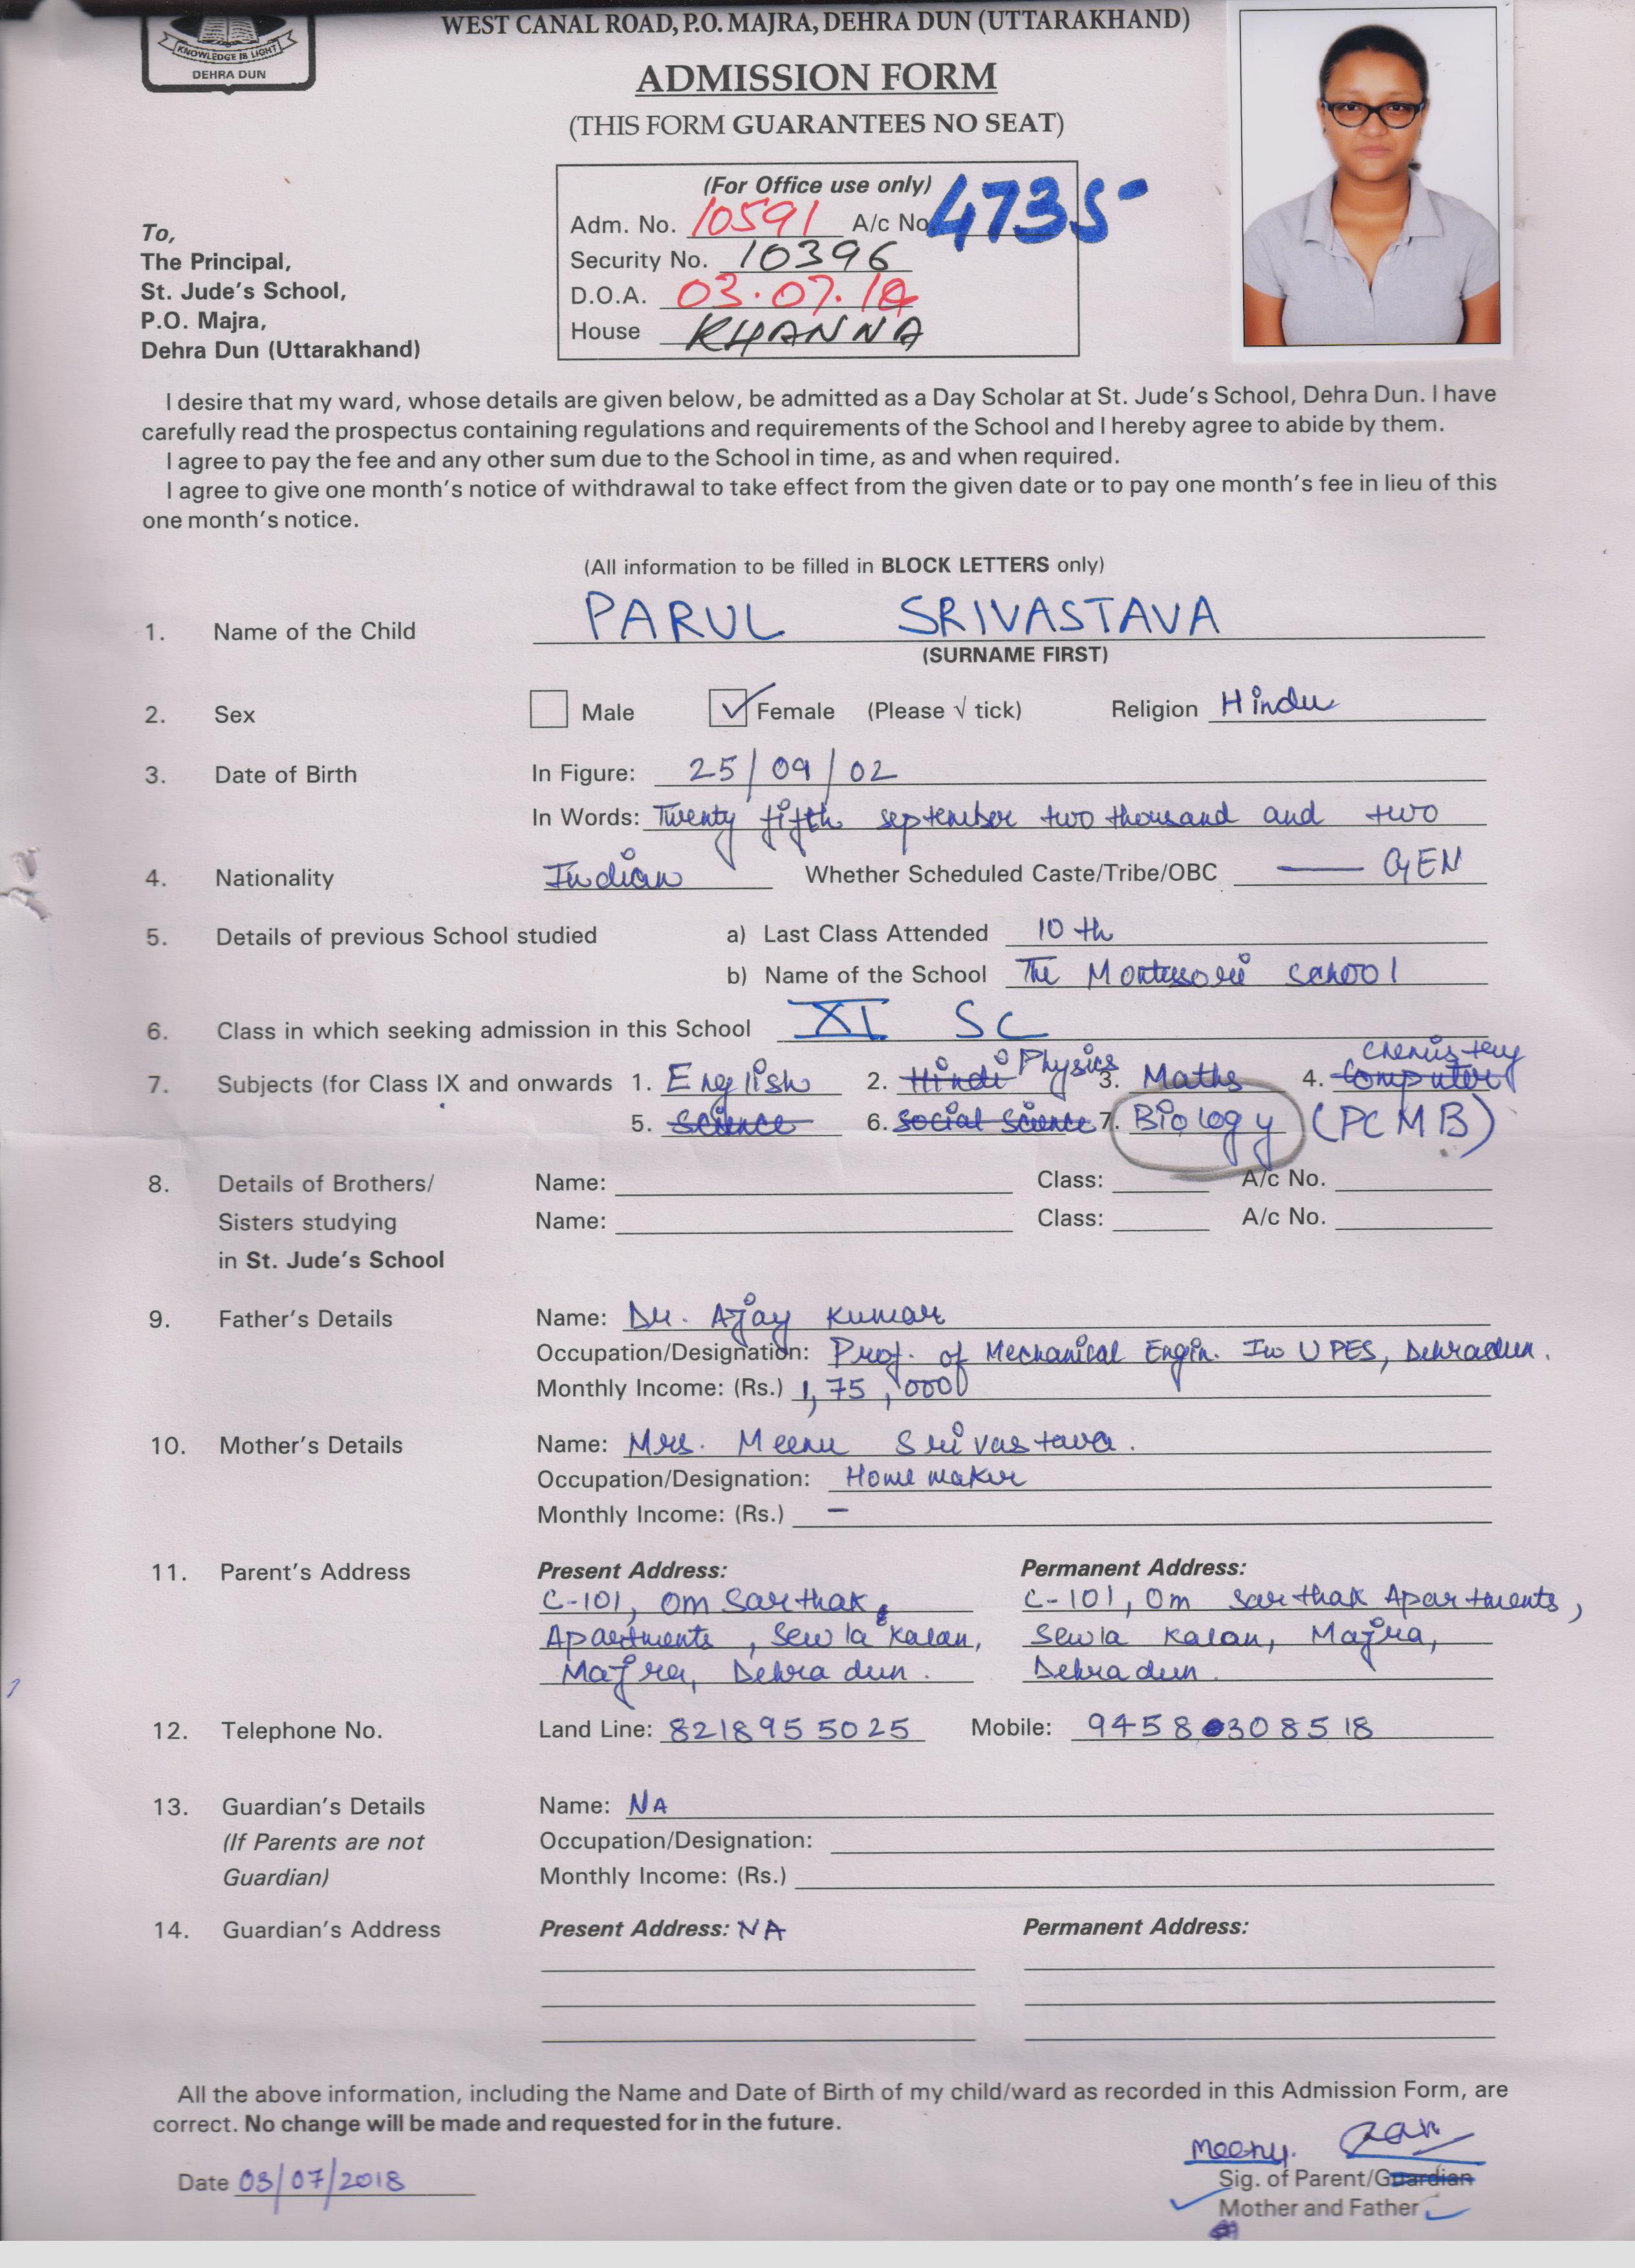 WEST CANAL ROAD, P.O. MAJRA, DEHRA DUN (UTTARAKHAND)
KNOWLEDGE IS LIGHT
DEHRA DUN
ADMISSION FORM
(THIS FORM GUARANTEES NO SEAT)
(For Office use only)
Adm. No. 10591 A/c No 4735
Security No. 10396
D.O.A. 03.07.18
House KHANNA
To,
The Principal,
St. Jude's School,
P.O. Majra,
Dehra Dun (Uttarakhand)
I desire that my ward, whose details are given below, be admitted as a Day Scholar at St. Jude's School, Dehra Dun. I have
carefully read the prospectus containing regulations and requirements of the School and I hereby agree to abide by them.
I agree to pay the fee and any other sum due to the School in time, as and when required.
I agree to give one month's notice of withdrawal to take effect from the given date or to pay one month's fee in lieu of this
one month's notice.
(All information to be filled in BLOCK LETTERS only)
1. Name of the Child PARUL SRIVASTAVA
(SURNAME FIRST)
2. Sex Male Female (Please √ tick) Religion Hindu
3. Date of Birth In Figure: 25/09/02
In Words: Twenty fifth september two thousand and two
4. Nationality Indian Whether Scheduled Caste/Tribe/OBC — GEN
5. Details of previous School studied a) Last Class Attended 10 th
b) Name of the School The Montessori School
6. Class in which seeking admission in this School XI SC
7. Subjects (for Class IX and onwards 1. English 2. Hindi Physics 3. Maths 4. Computer Chemistery
5. Science 6. Social Science 7. Biology (PCMB)
8. Details of Brothers/ Name: Class: A/c No.
Sisters studying Name: Class: A/c No.
in St. Jude's School
9. Father's Details Name: Dr. Ajay Kumar
Occupation/Designation: Prof. of Mechanical Engin. In UPES, Dehradun.
Monthly Income: (Rs.) 1,75,000
10. Mother's Details Name: Mrs. Meenu Srivastava.
Occupation/Designation: Home maker
Monthly Income: (Rs.) –
11. Parent's Address Present Address: Permanent Address:
C-101, Om Sarthak, C-101, Om Sarthak Apartments,
Apartments, Sewla Kalan, Sewla Kalan, Majra,
Majra, Dehradun. Dehradun.
12. Telephone No. Land Line: 8218955025 Mobile: 9458308518
13. Guardian's Details Name: NA
(If Parents are not Occupation/Designation:
Guardian) Monthly Income: (Rs.)
14. Guardian's Address Present Address: NA Permanent Address:
All the above information, including the Name and Date of Birth of my child/ward as recorded in this Admission Form, are
correct. No change will be made and requested for in the future.
Meenu.
Date 03/07/2018 Sig. of Parent/Guardian
Mother and Father